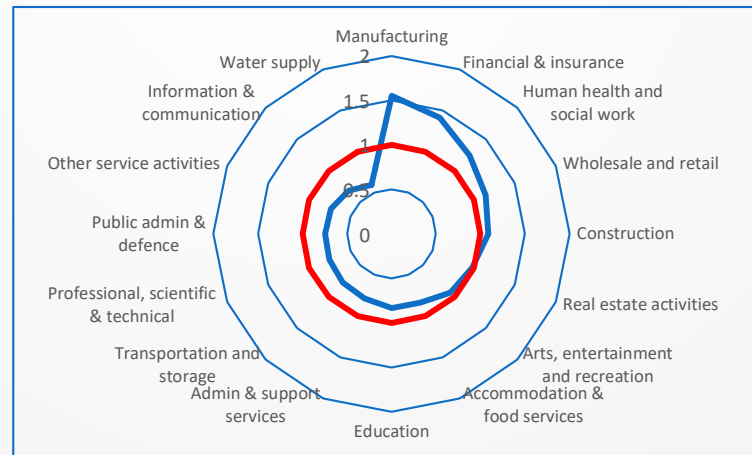 Manufacturing
2
Water supply
Financial & insurance
Information &
communication
Human health and
social work
1.5
Other service activities
1
Wholesale and retail
0.5
Public admin &
defence
0
Construction
Professional, scientific
& technical
Real estate activities
Transportation and
storage
Arts, entertainment
and recreation
Admin & support
services
Accommodation &
food services
Education